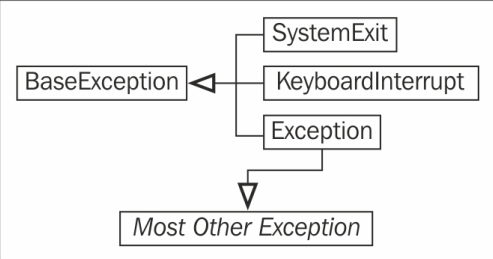 SystemExit
BaseException
KeyboardInterrupt
Exception
Most Other Exception